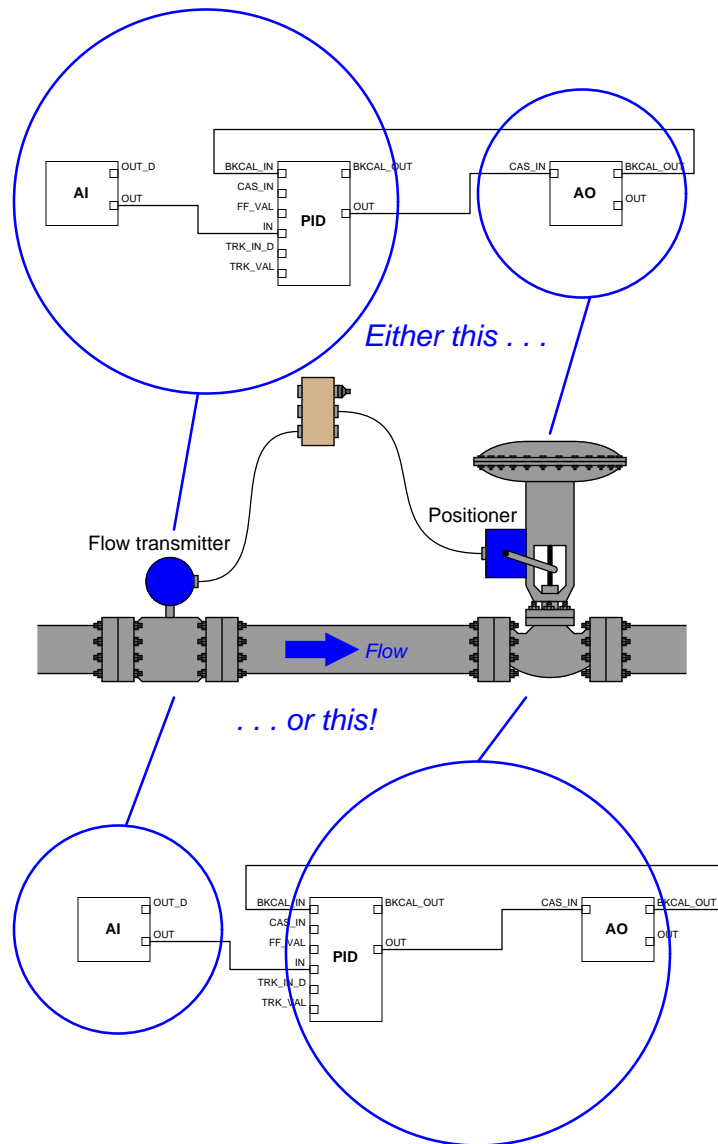 BKCAL_IN
BKCAL_OUT
CAS_IN
BKCAL_OUT
OUT_D
AI
OUT
CAS_IN
FF_VAL
OUT
PID
AO
OUT
IN
TRK_IN_D
TRK_VAL
Either this . . .
Positioner
Flow transmitter
Flow
. . . or this!
BKCAL_IN
BKCAL_OUT
CAS_IN
BKCAL_OUT
OUT_D
AI
OUT
CAS_IN
FF_VAL
OUT
PID
AO
OUT
IN
TRK_IN_D
TRK_VAL